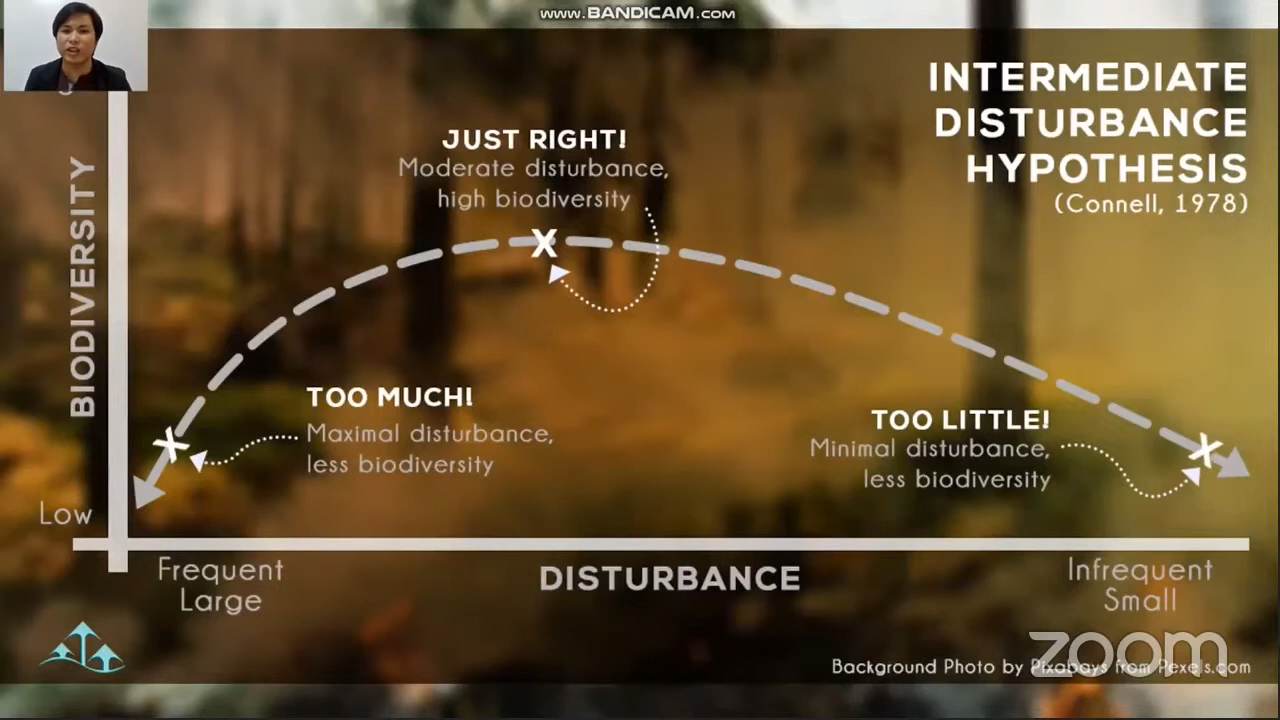 www.BANDICAM.com
INTERMEDIATE
DISTURBANCE
HYPOTHESIS
(Connell, 1978)
JUST RIGHT!
Moderate disturbance,
high biodiversity
BIODIVERSITY
TOO MUCH!
Maximal disturbance,
less biodiversity
TOO LITTLE!
Minimal disturbance,
less biodiversity
Low
Frequent
Large
DISTURBANCE
Infrequent
Small
zoom
Background Photo by Pixabays from Pexels.com